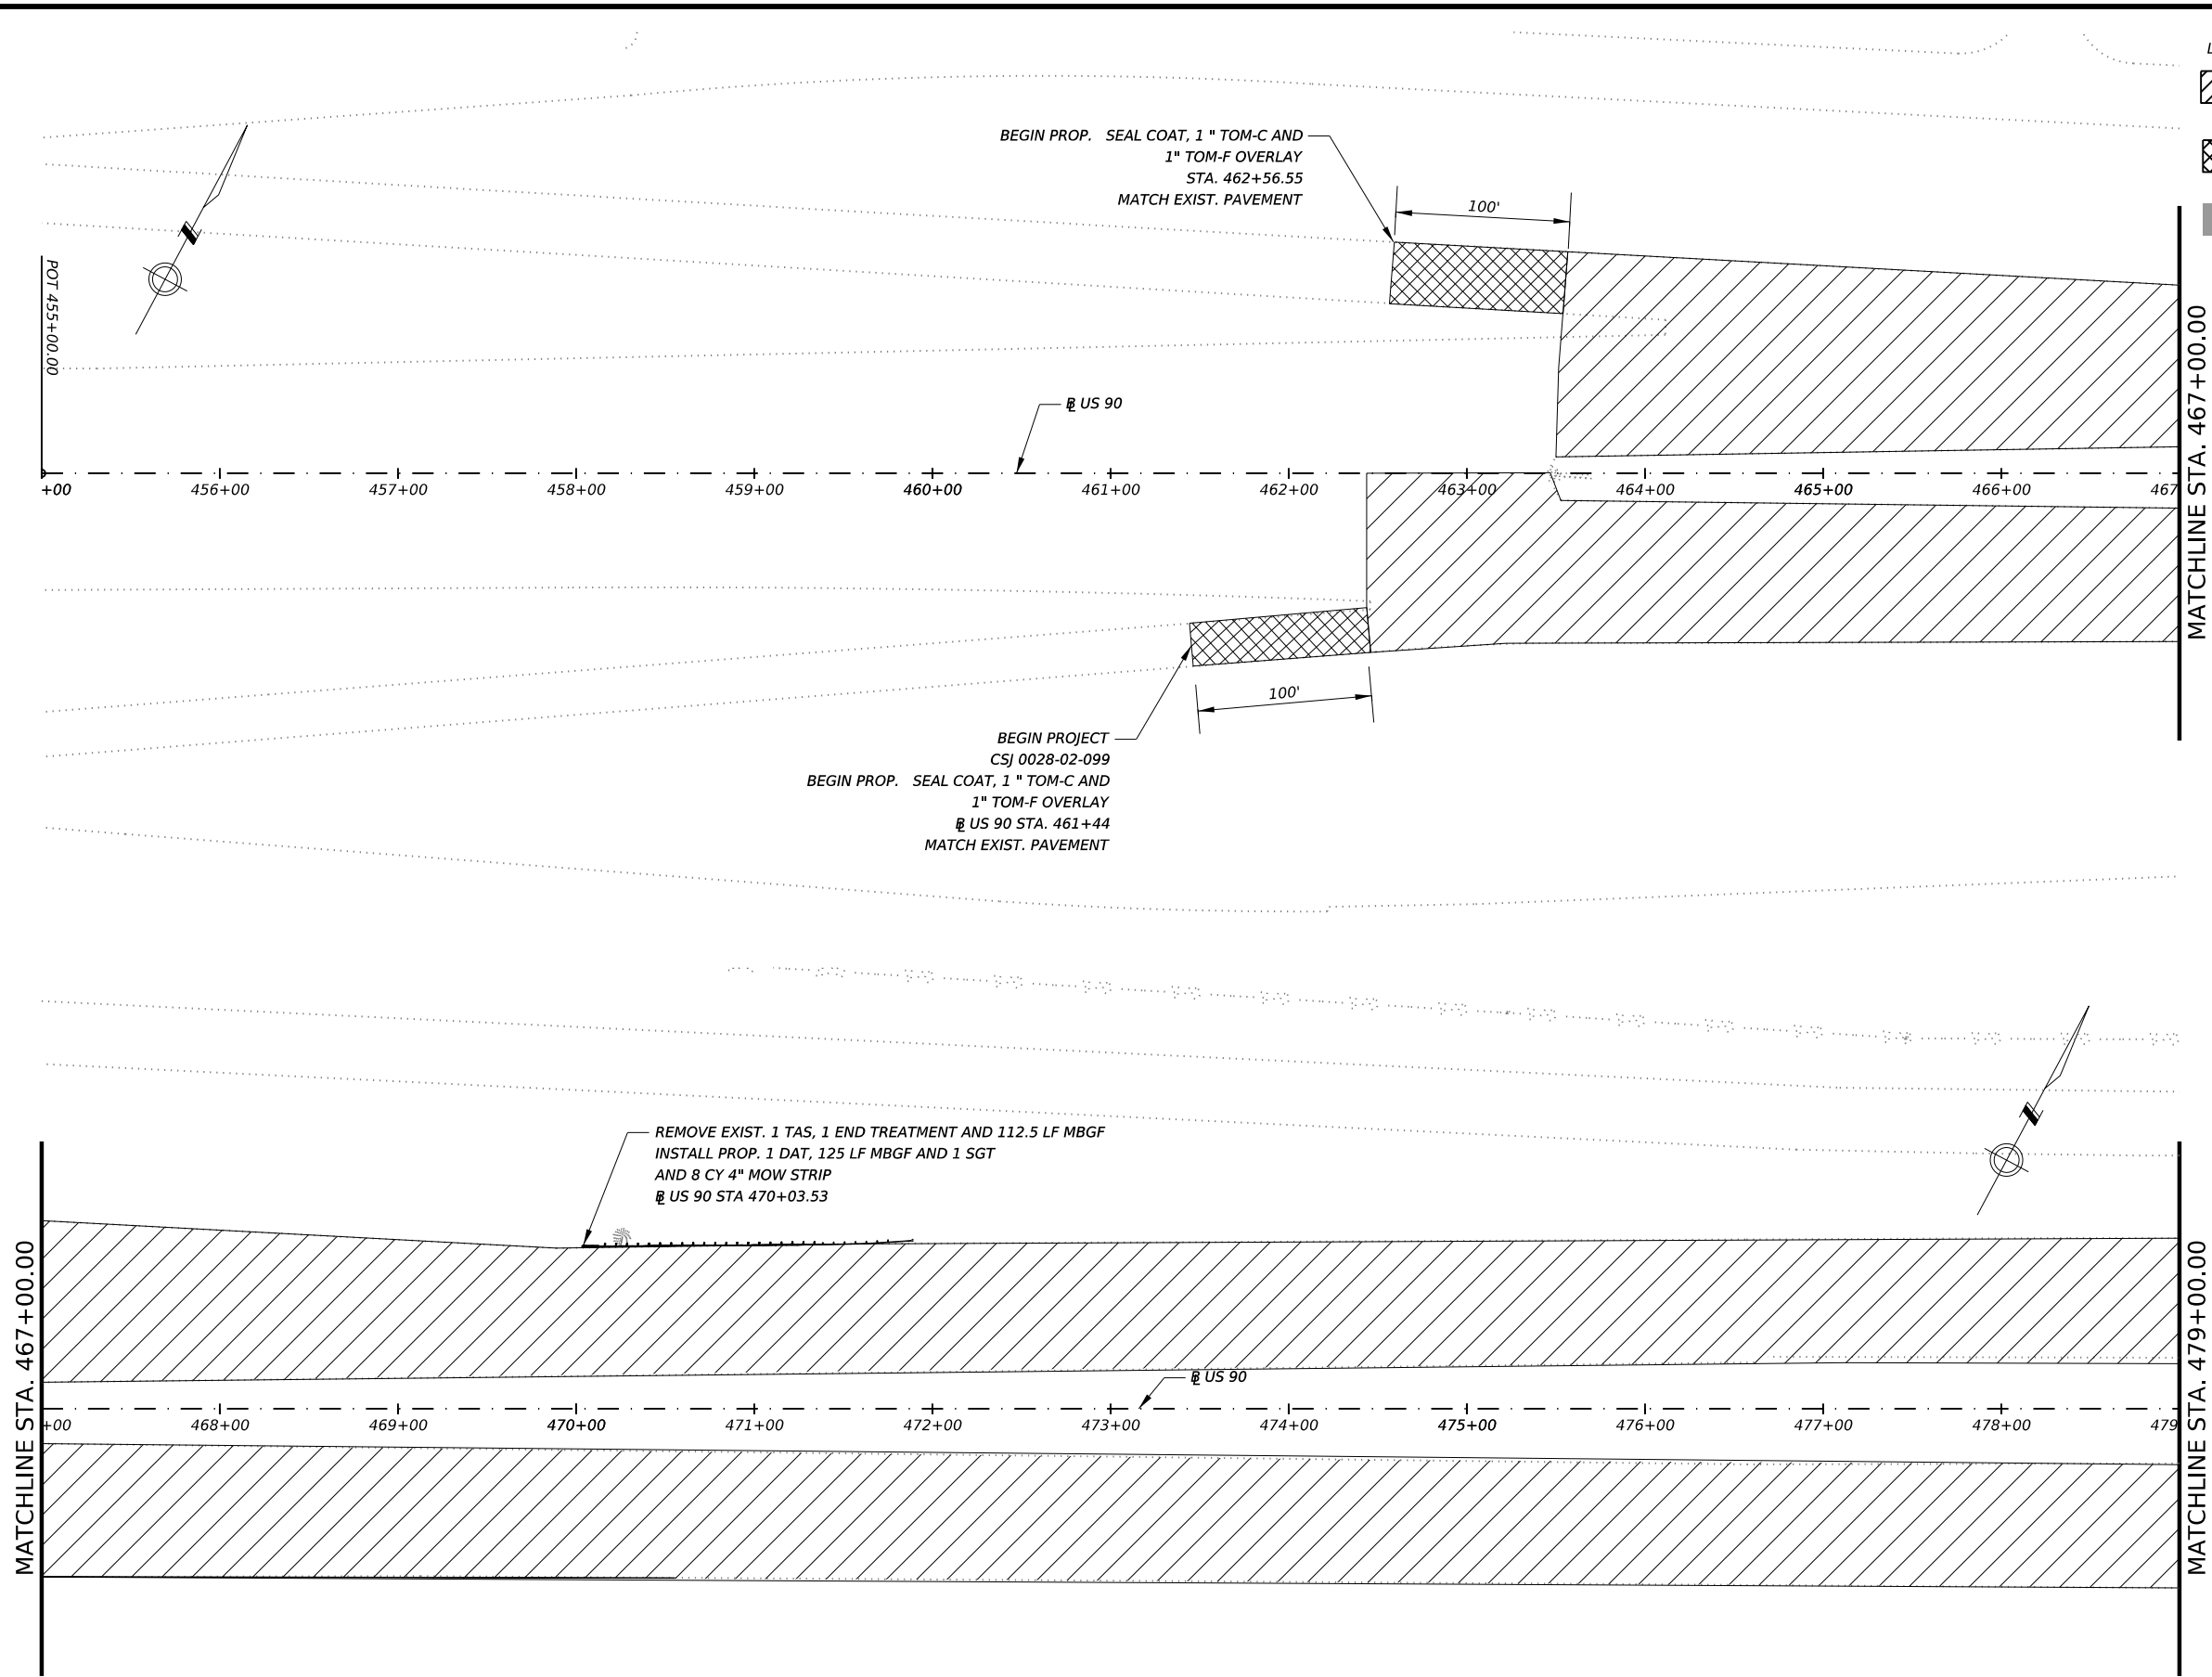 L
BEGIN PROP. SEAL COAT, 1 " TOM-C AND
1" TOM-F OVERLAY
STA. 462+56.55
MATCH EXIST. PAVEMENT
100'
POT 455+00.00
℄ US 90
+00 456+00 457+00 458+00 459+00 460+00 461+00 462+00 463+00 464+00 465+00 466+00 467
MATCHLINE STA. 467+00.00
100'
BEGIN PROJECT
CSJ 0028-02-099
BEGIN PROP. SEAL COAT, 1 " TOM-C AND
1" TOM-F OVERLAY
BL US 90 STA. 461+44
MATCH EXIST. PAVEMENT
REMOVE EXIST. 1 TAS, 1 END TREATMENT AND 112.5 LF MBGF
INSTALL PROP. 1 DAT, 125 LF MBGF AND 1 SGT
AND 8 CY 4" MOW STRIP
BL US 90 STA 470+03.53
MATCHLINE STA. 467+00.00
BL US 90
+00 468+00 469+00 470+00 471+00 472+00 473+00 474+00 475+00 476+00 477+00 478+00 479
MATCHLINE STA. 479+00.00